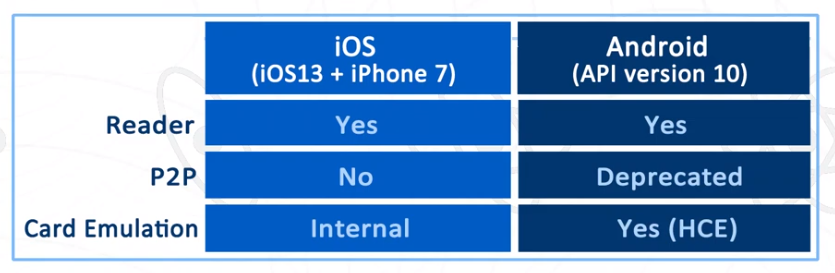 iOS
(iOS13 + iPhone 7)
Android
(API version 10)
Reader
Yes
Yes
P2P
No
Deprecated
Card Emulation
Internal
Yes (HCE)